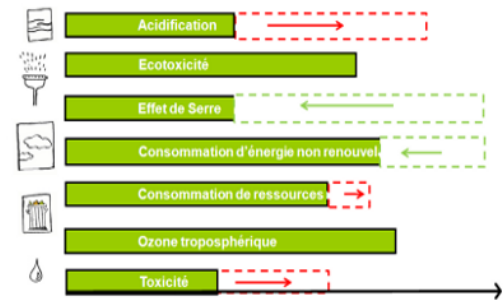 Acidification
Ecotoxicité
Effet de Serre
Consommation d'énergie non renouvel
Consommation de ressources
Ozone troposphérique
Toxicité